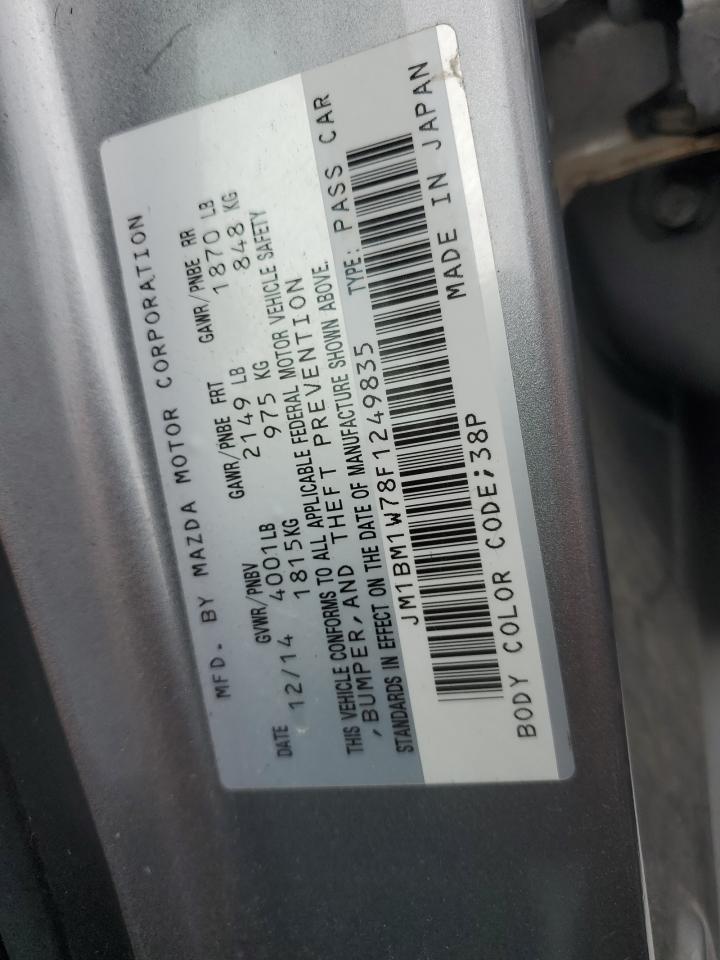 MFD. BY MAZDA MOTOR CORPORATION
GVWR/PNBV GAWR/PNBE FRT GAWR/PNBE RR
DATE 12/14 4001LB 2149 LB 1870 LB
1815KG 975 KG 848 KG
THIS VEHICLE CONFORMS TO ALL APPLICABLE FEDERAL MOTOR VEHICLE SAFETY
,BUMPER,AND THEFT PREVENTION
STANDARDS IN EFFECT ON THE DATE OF MANUFACTURE SHOWN ABOVE.
JM1BM1W78F1249835 TYPE: PASS CAR
BODY COLOR CODE;38P MADE IN JAPAN